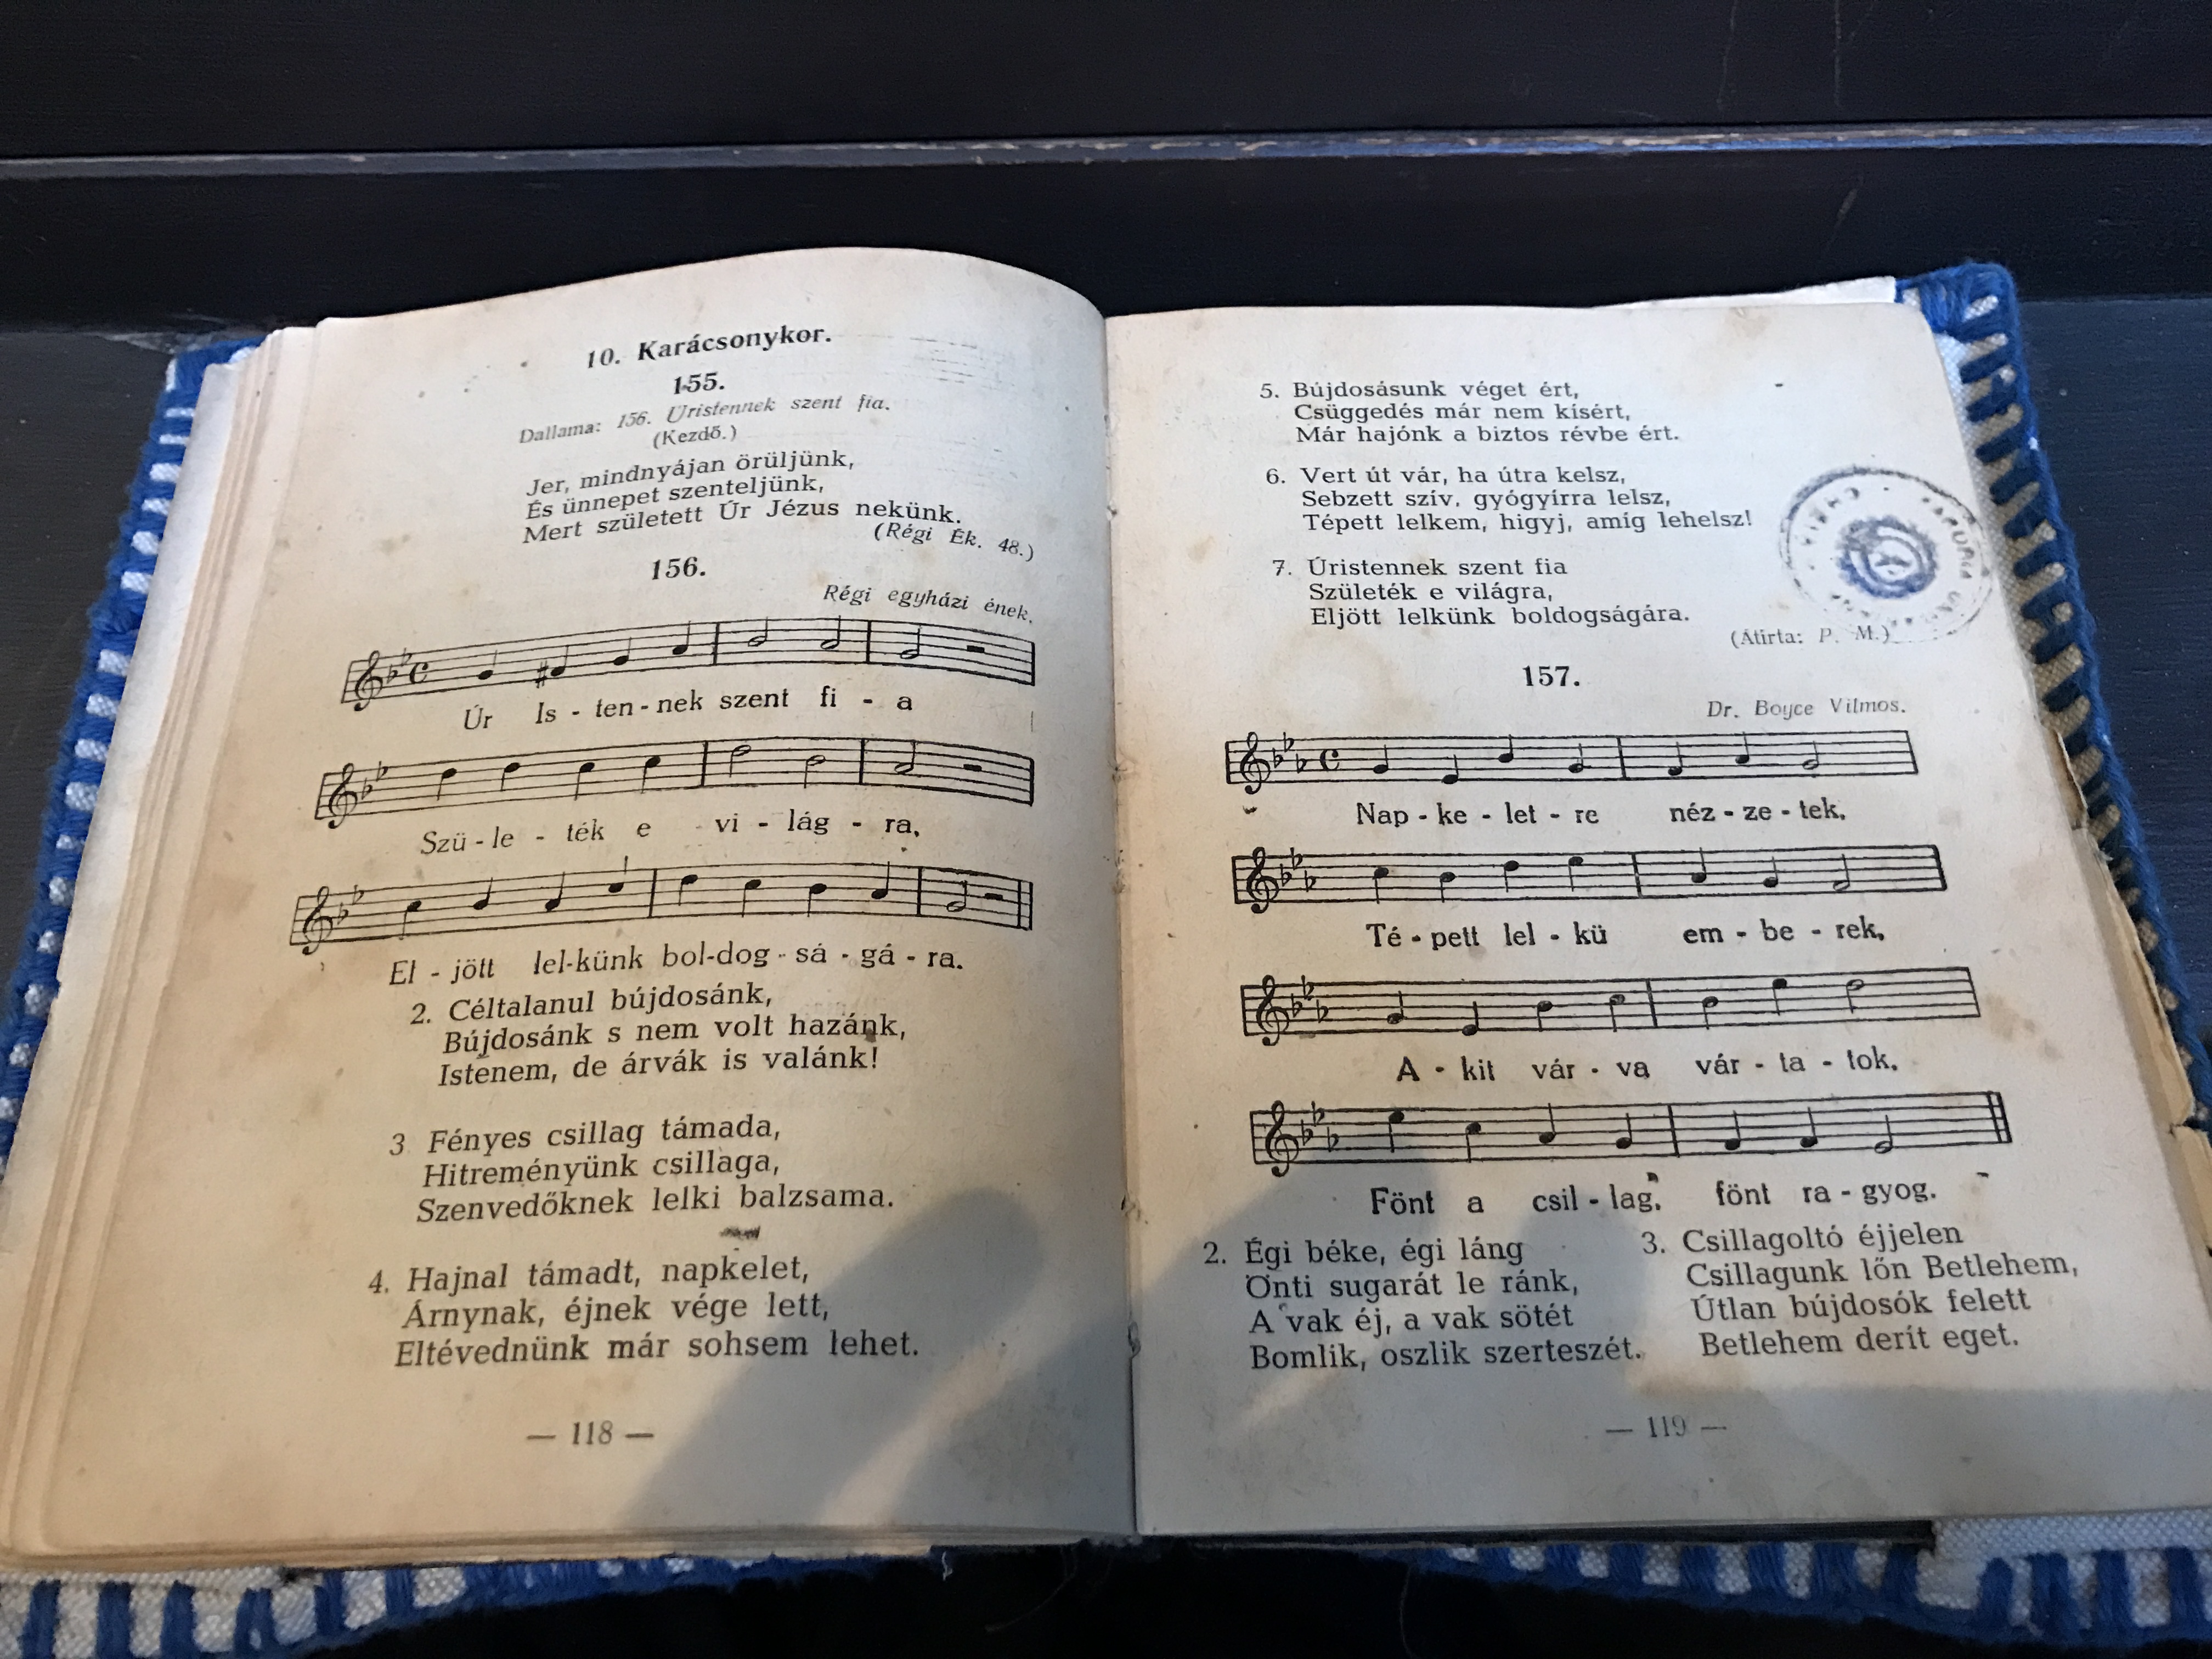 10. Karácsonykor.
155.
Dallama: 156. Úristennek szent fia.
(Kezdő.)
Jer, mindnyájan örüljünk,
És ünnepet szenteljünk,
Mert született Úr Jézus nekünk.
(Régi Ék. 48.)
156.
Régi egyházi ének.
Úr Is - ten - nek szent fi - a
Szü - le - ték e vi - lág - ra,
El - jött lel-künk bol-dog - sá - gá - ra.
2. Céltalanul bújdosánk,
Bújdosánk s nem volt hazánk,
Istenem, de árvák is valánk!
3 Fényes csillag támada,
Hitreményünk csillaga,
Szenvedőknek lelki balzsama.
4. Hajnal támadt, napkelet,
Árnynak, éjnek vége lett,
Eltévednünk már sohsem lehet.
— 118 —
5. Bújdosásunk véget ért,
Csüggedés már nem kísért,
Már hajónk a biztos révbe ért.
6. Vert út vár, ha útra kelsz,
Sebzett szív, gyógyírra lelsz,
Tépett lelkem, higyj, amíg lehelsz!
7. Úristennek szent fia
Születék e világra,
Eljött lelkünk boldogságára.
(Átírta: P. M.)
157.
Dr. Boyce Vilmos.
Nap - ke - let - re néz - ze - tek,
Té - pett lel - kü em - be - rek,
A - kit vár - va vár - ta - tok,
Fönt a csil - lag, fönt ra - gyog.
2. Égi béke, égi láng
Önti sugarát le ránk,
A vak éj, a vak sötét
Bomlik, oszlik szerteszét.
3. Csillagoltó éjjelen
Csillagunk lőn Betlehem,
Útlan bújdosók felett
Betlehem derít eget.
— 119 —